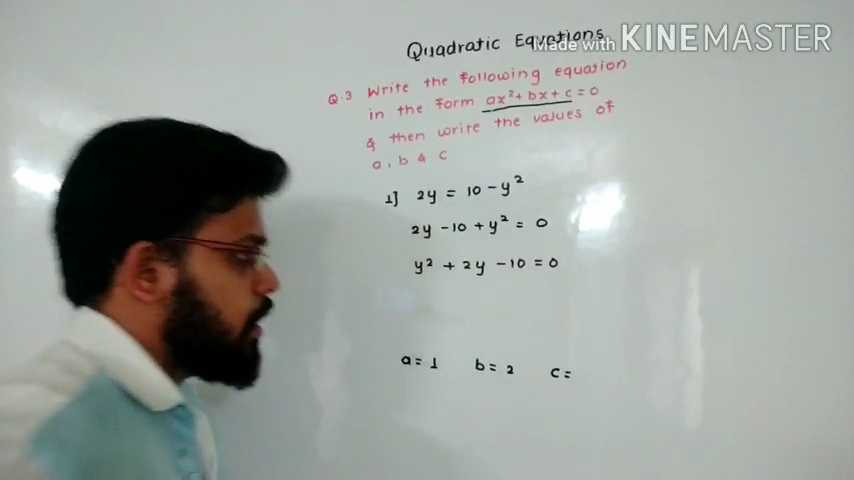 Quadratic Equations
Made with KINEMASTER
Q.3 Write the following equation
in the form ax² + bx + c = 0
& then write the values of
a, b & c
1] 2y = 10 - y²
2y - 10 + y² = 0
y² + 2y - 10 = 0
a = 1 b = 2 c =